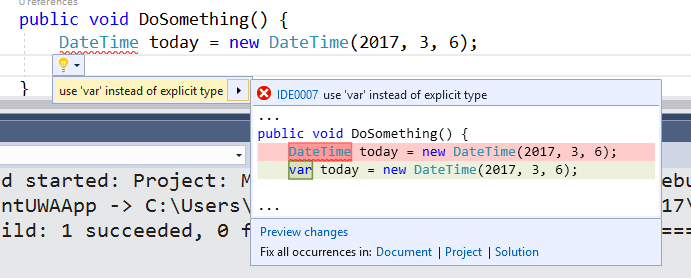 0 references
public void DoSomething() {
DateTime today = new DateTime(2017, 3, 6);
}
use 'var' instead of explicit type
IDE0007 use 'var' instead of explicit type
...
public void DoSomething() {
DateTime today = new DateTime(2017, 3, 6);
var today = new DateTime(2017, 3, 6);
...
Preview changes
Fix all occurrences in: Document | Project | Solution
d started: Project: M
ebu
ntUWAApp -> C:\Users\
17\
ild: 1 succeeded, 0 f